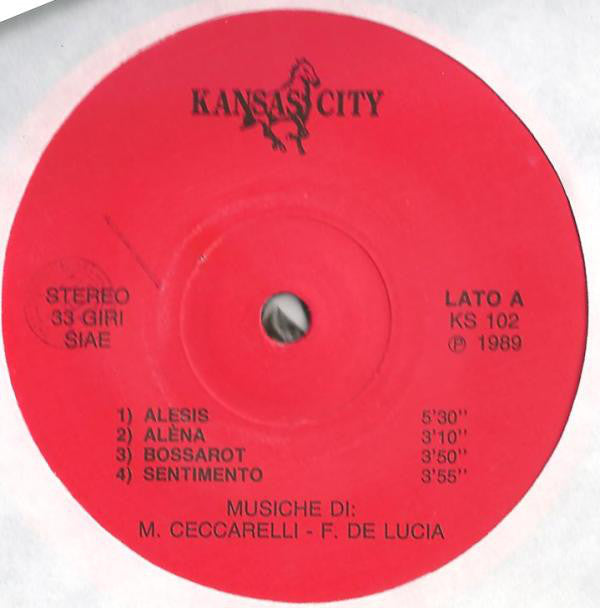 KANSAS CITY
STEREO
33 GIRI
SIAE
LATO A
KS 102
℗ 1989
1) ALESIS 5'30''
2) ALÈNA 3'10''
3) BOSSAROT 3'50''
4) SENTIMENTO 3'55''
MUSICHE DI:
M. CECCARELLI - F. DE LUCIA